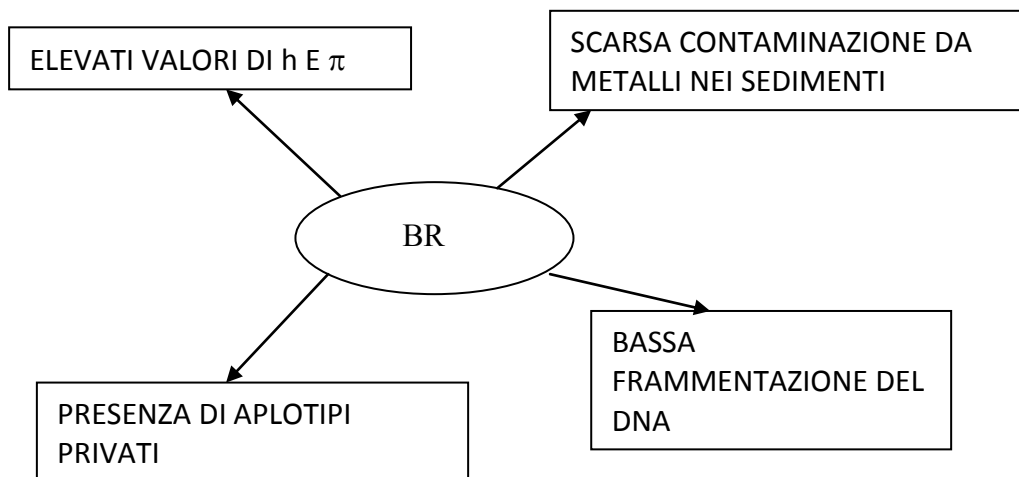 ELEVATI VALORI DI h E π
SCARSA CONTAMINAZIONE DA
METALLI NEI SEDIMENTI
BR
BASSA
FRAMMENTAZIONE DEL
DNA
PRESENZA DI APLOTIPI
PRIVATI